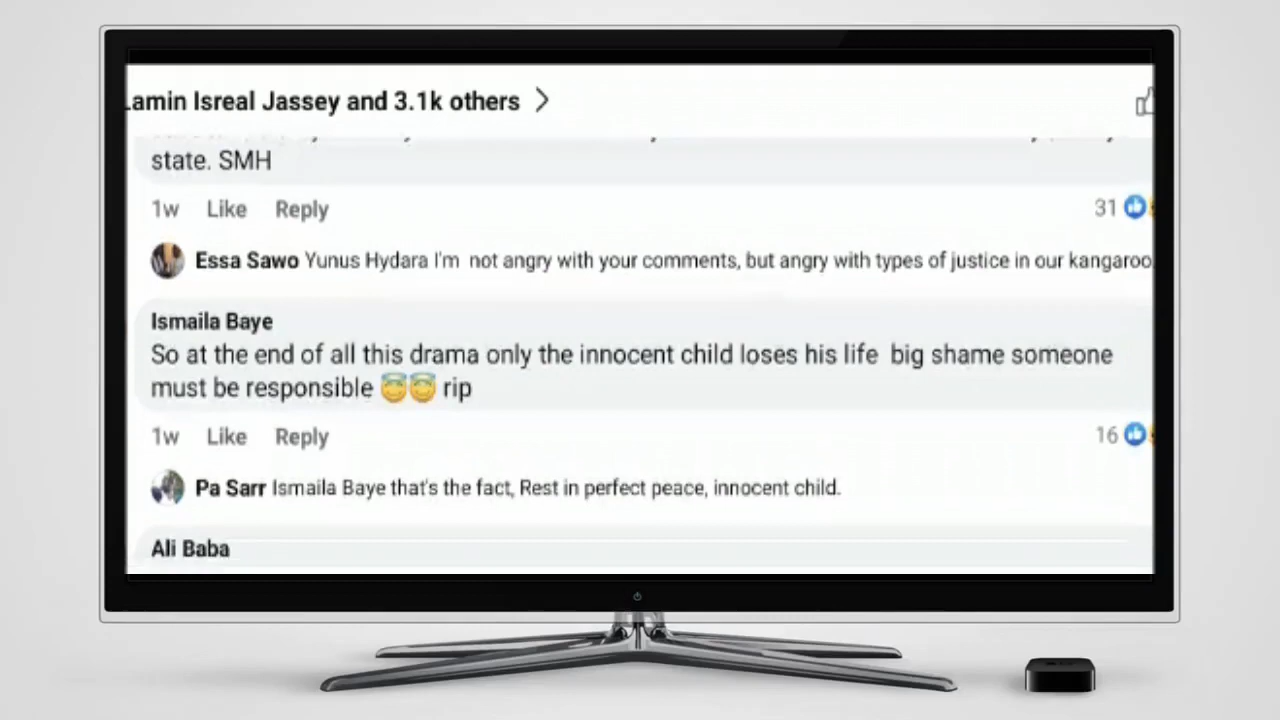 Lamin Isreal Jassey and 3.1k others
state. SMH
1w Like Reply 31
Essa Sawo Yunus Hydara I'm not angry with your comments, but angry with types of justice in our kangaroo
Ismaila Baye
So at the end of all this drama only the innocent child loses his life big shame someone
must be responsible 😇😇 rip
1w Like Reply 16
Pa Sarr Ismaila Baye that's the fact, Rest in perfect peace, innocent child.
Ali Baba